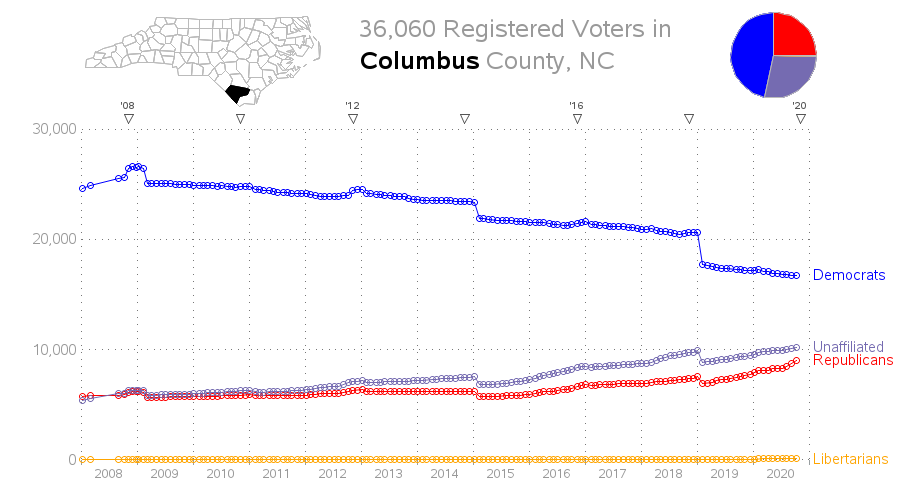 36,060 Registered Voters in
Columbus County, NC
'08 '12 '16 '20
30,000
20,000
Democrats
10,000
Unaffiliated
Republicans
0
Libertarians
2008 2009 2010 2011 2012 2013 2014 2015 2016 2017 2018 2019 2020